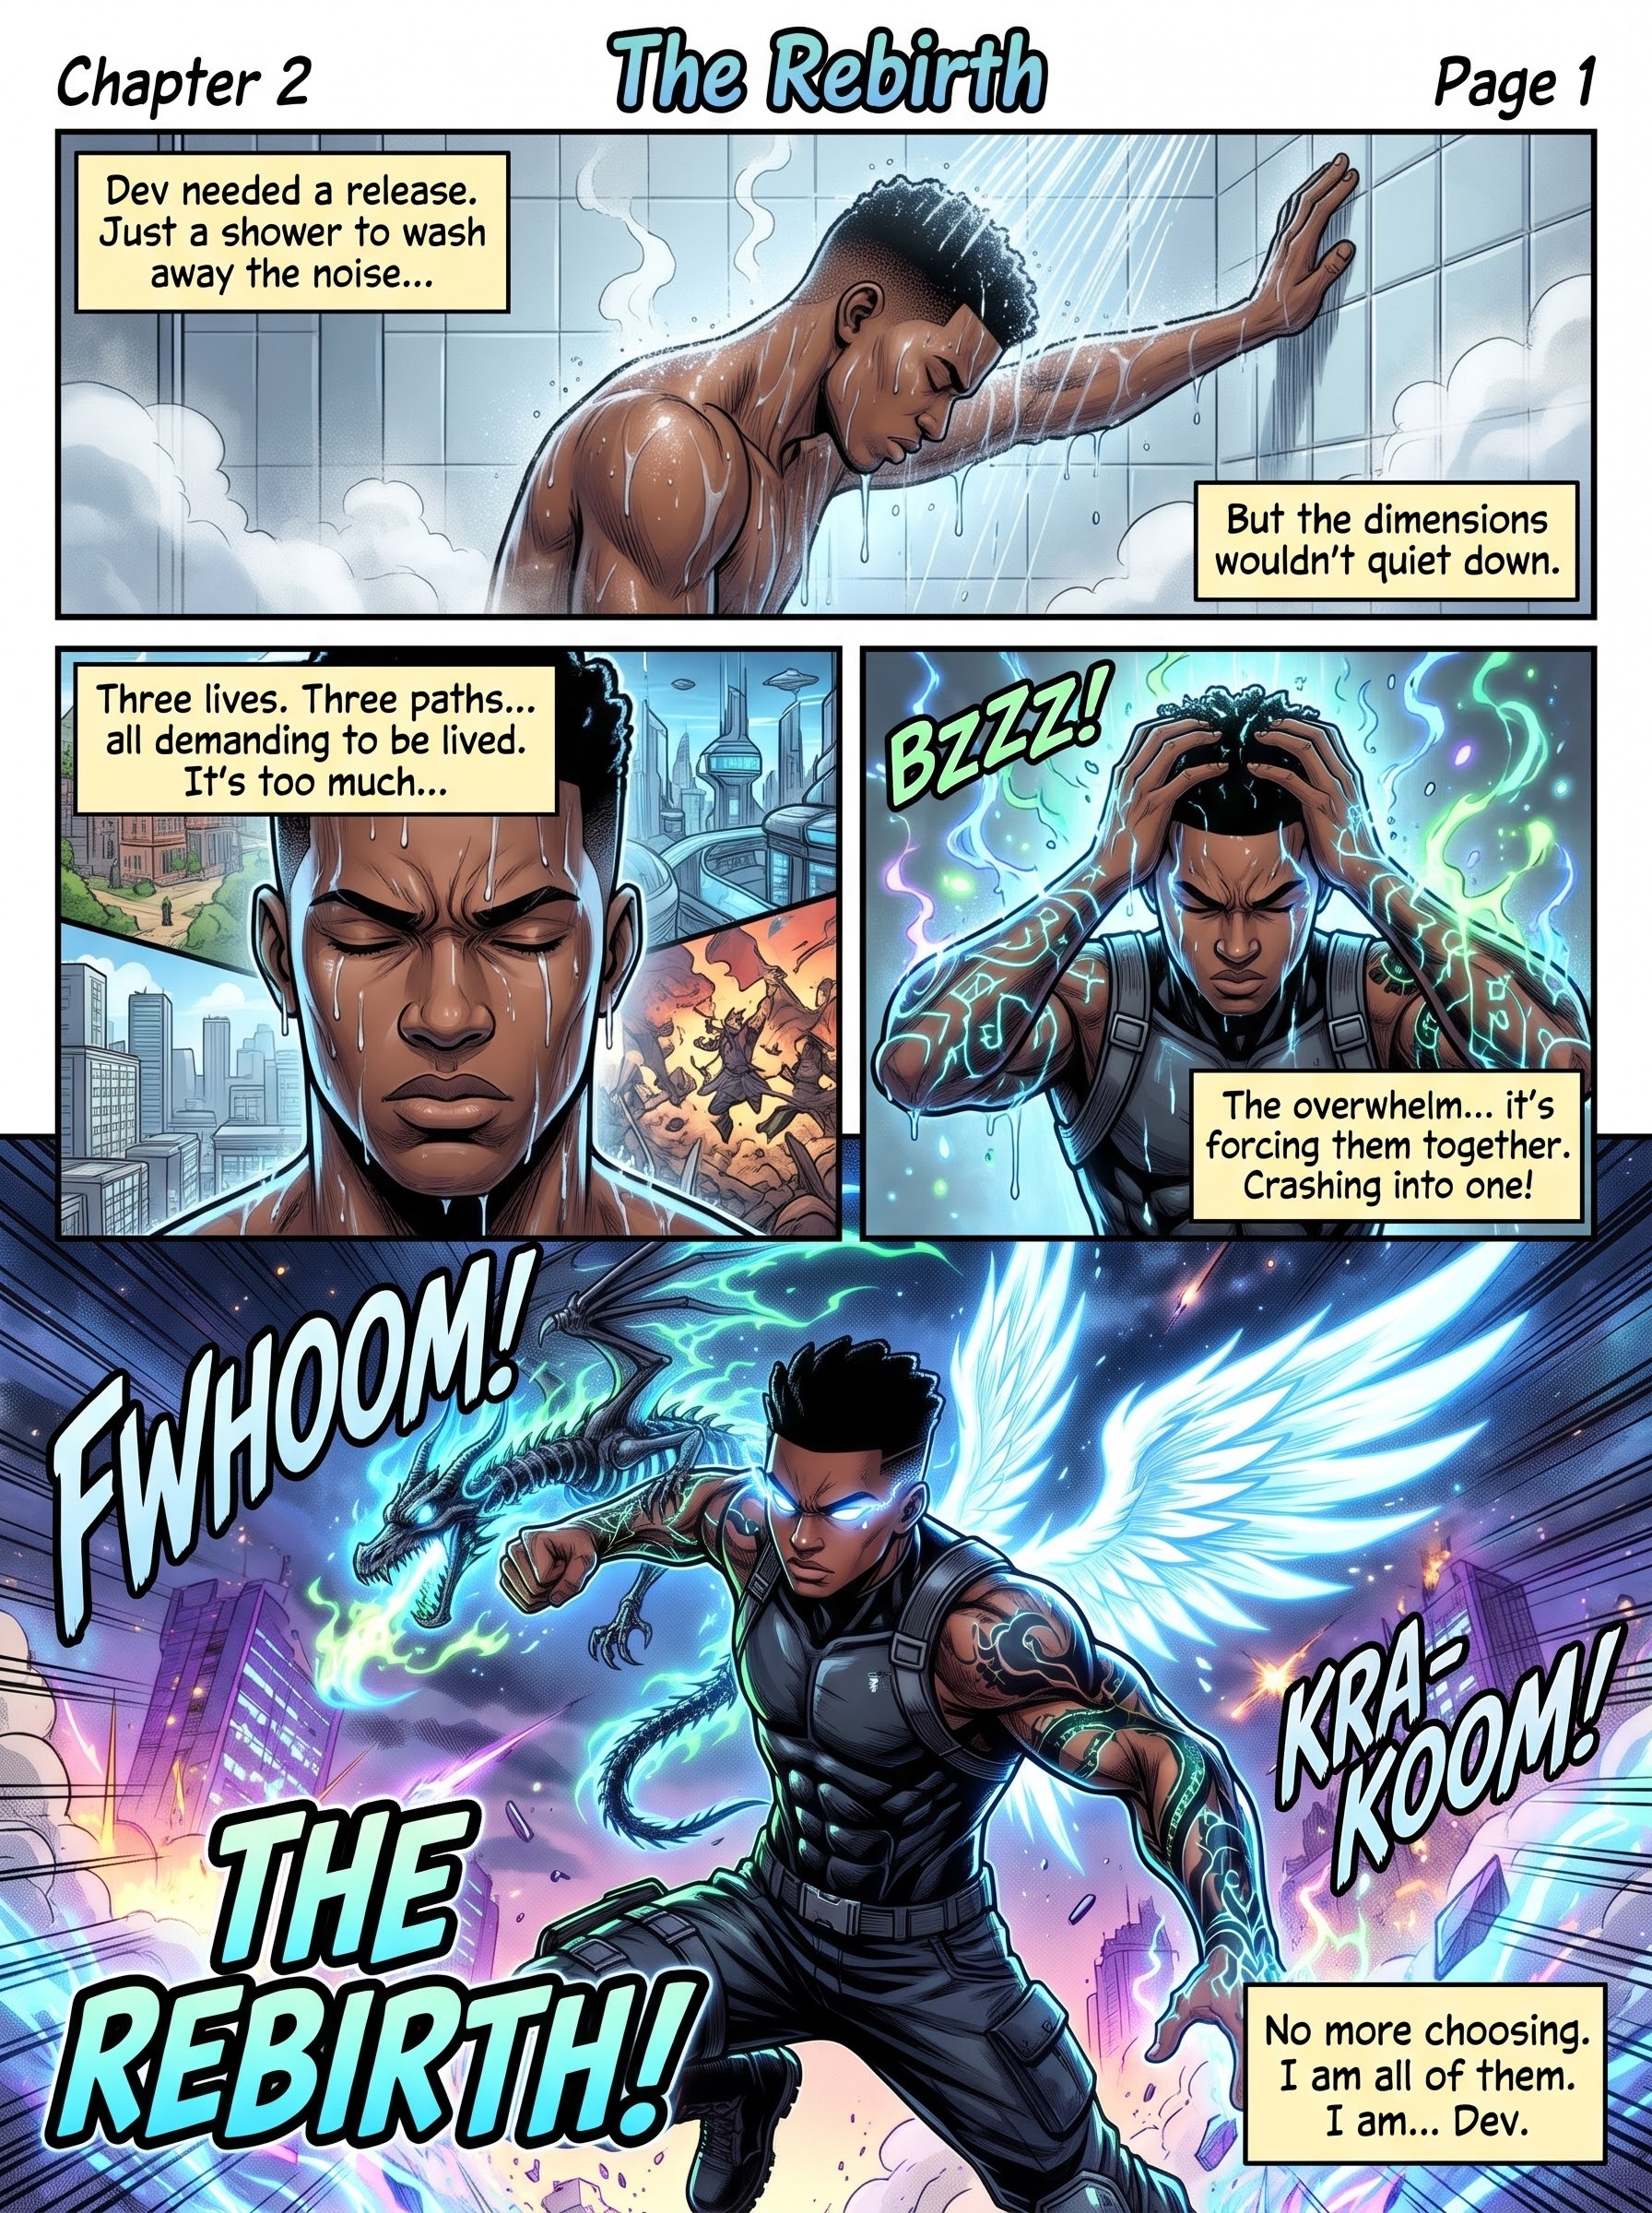 Chapter 2
The Rebirth
Page 1
Dev needed a release.
Just a shower to wash
away the noise...
But the dimensions
wouldn't quiet down.
Three lives. Three paths...
all demanding to be lived.
It's too much...
BZZZ!
The overwhelm... it's
forcing them together.
Crashing into one!
FWHOOM!
KRA-
KOOM!
THE
REBIRTH!
No more choosing.
I am all of them.
I am... Dev.